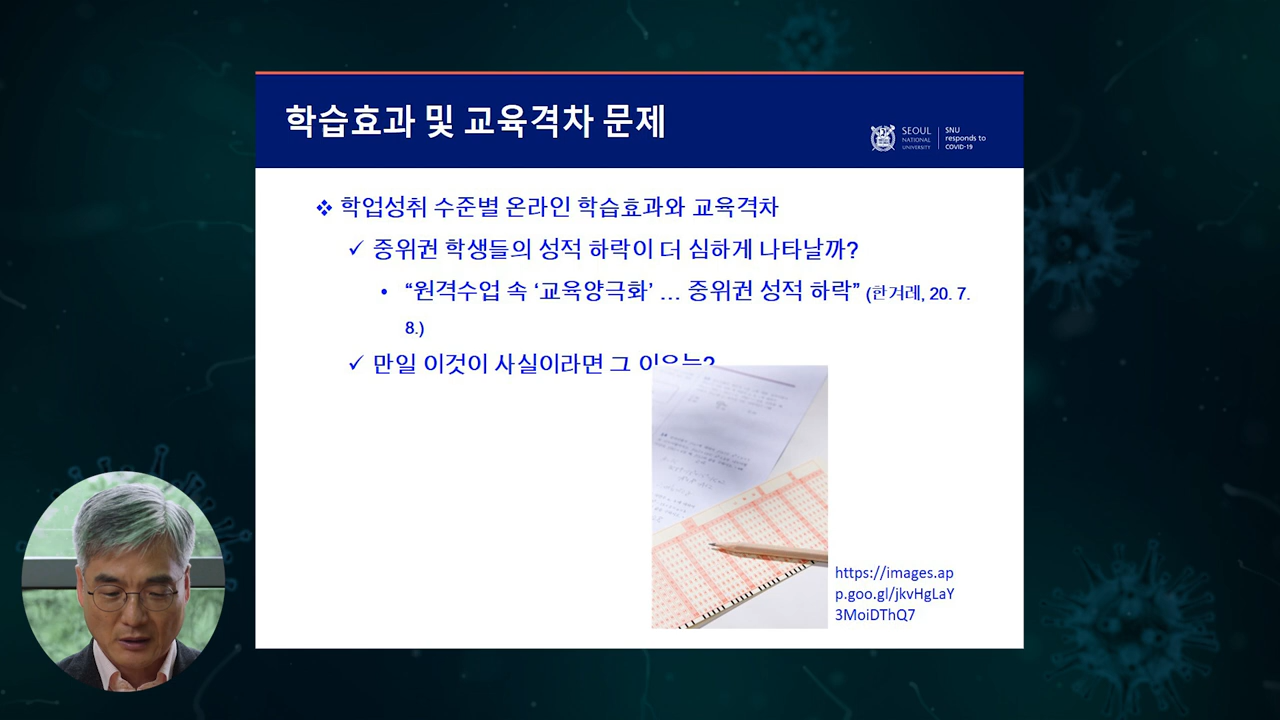 학습효과 및 교육격차 문제
SEOUL
NATIONAL
UNIVERSITY
SNU
responds to
COVID-19
❖ 학업성취 수준별 온라인 학습효과와 교육격차
✓ 중위권 학생들의 성적 하락이 더 심하게 나타날까?
• “원격수업 속 ‘교육양극화’ … 중위권 성적 하락” (한겨레, 20. 7.
8.)
✓ 만일 이것이 사실이라면 그 이유는?
https://images.ap
p.goo.gl/jkvHgLaY
3MoiDThQ7